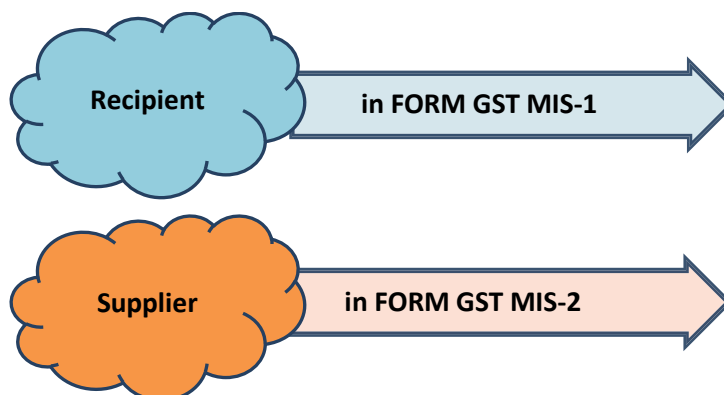 Recipient
in FORM GST MIS-1
Supplier
in FORM GST MIS-2